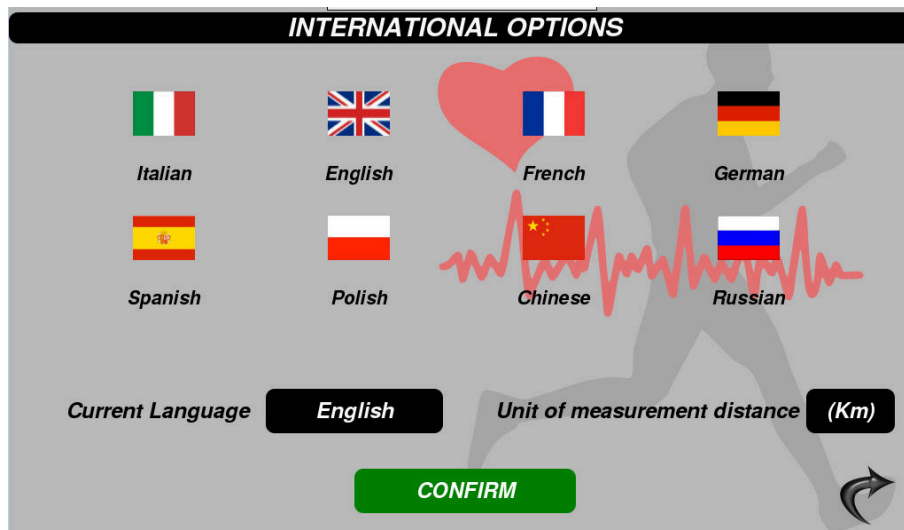 INTERNATIONAL OPTIONS
Italian English French German
Spanish Polish Chinese Russian
Current Language English Unit of measurement distance (Km)
CONFIRM